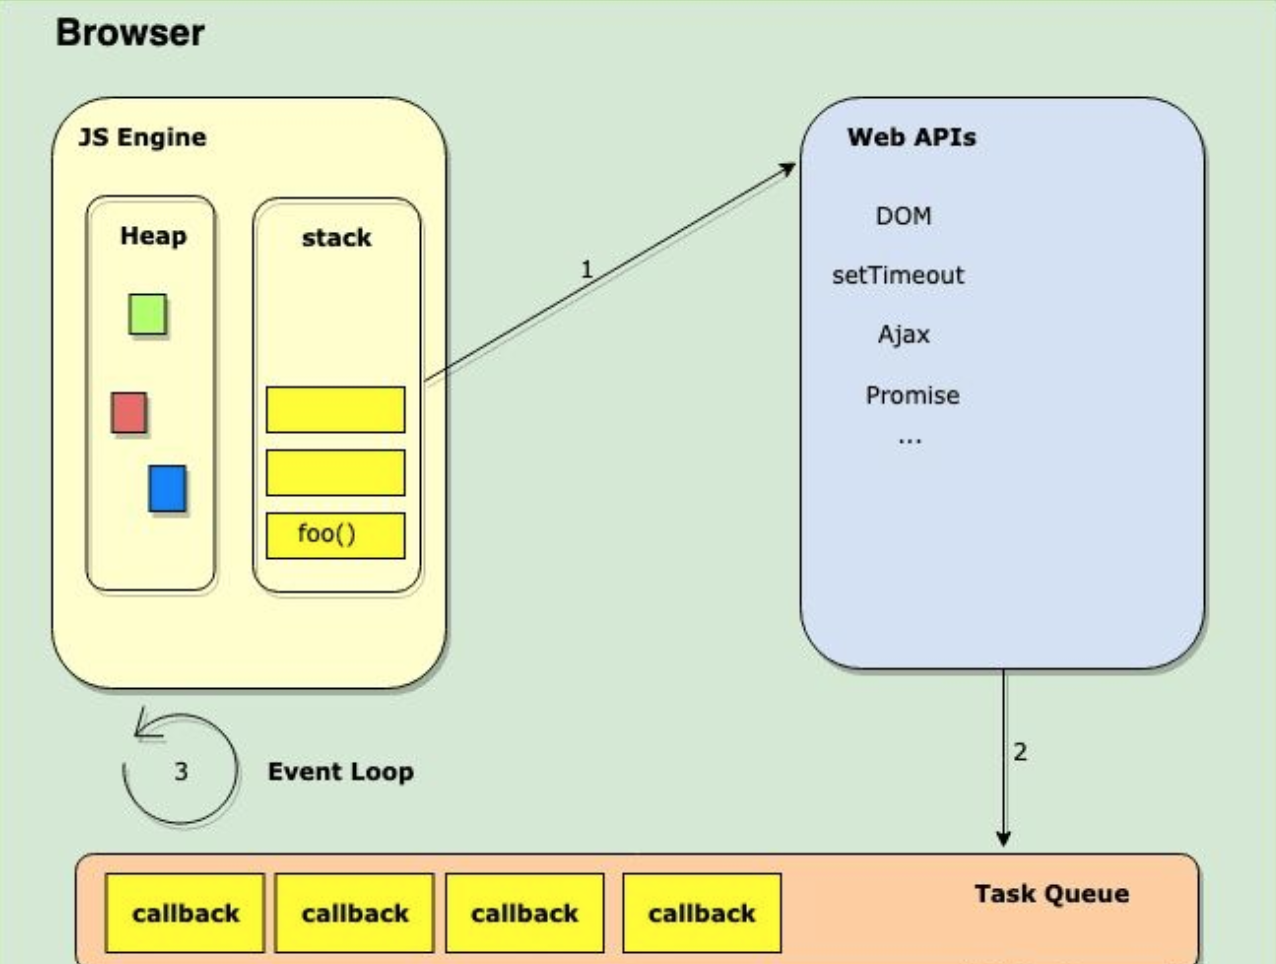 Browser
JS Engine
Heap
stack
foo()
1
Web APIs
DOM
setTimeout
Ajax
Promise
...
2
3
Event Loop
callback
callback
callback
callback
Task Queue